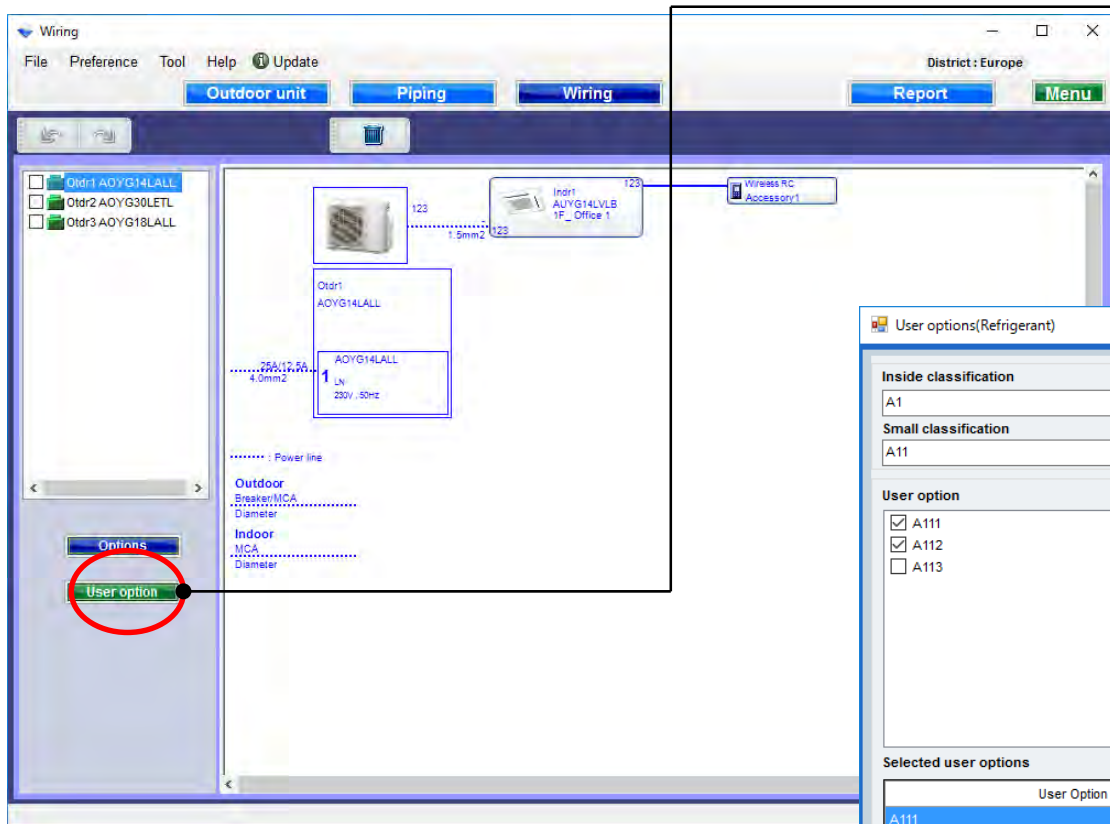 Wiring
File Preference Tool Help Update
District : Europe
Outdoor unit Piping Wiring Report Menu
Otdr1 AOYG14LALL
Otdr2 AOYG30LETL
Otdr3 AOYG18LALL
123
1.5mm2
123
123
Indr1
AUYG14LVLB
1F_ Office 1
Wireless RC
Accessory1
Otdr1
AOYG14LALL
25A/12.5A
4.0mm2
AOYG14LALL
1 LN
230V , 50Hz
: Power line
Outdoor
Breaker/MCA
Diameter
Indoor
MCA
Diameter
Options
User option
User options(Refrigerant)
Inside classification
A1
Small classification
A11
User option
A111
A112
A113
Selected user options
User Option
A111